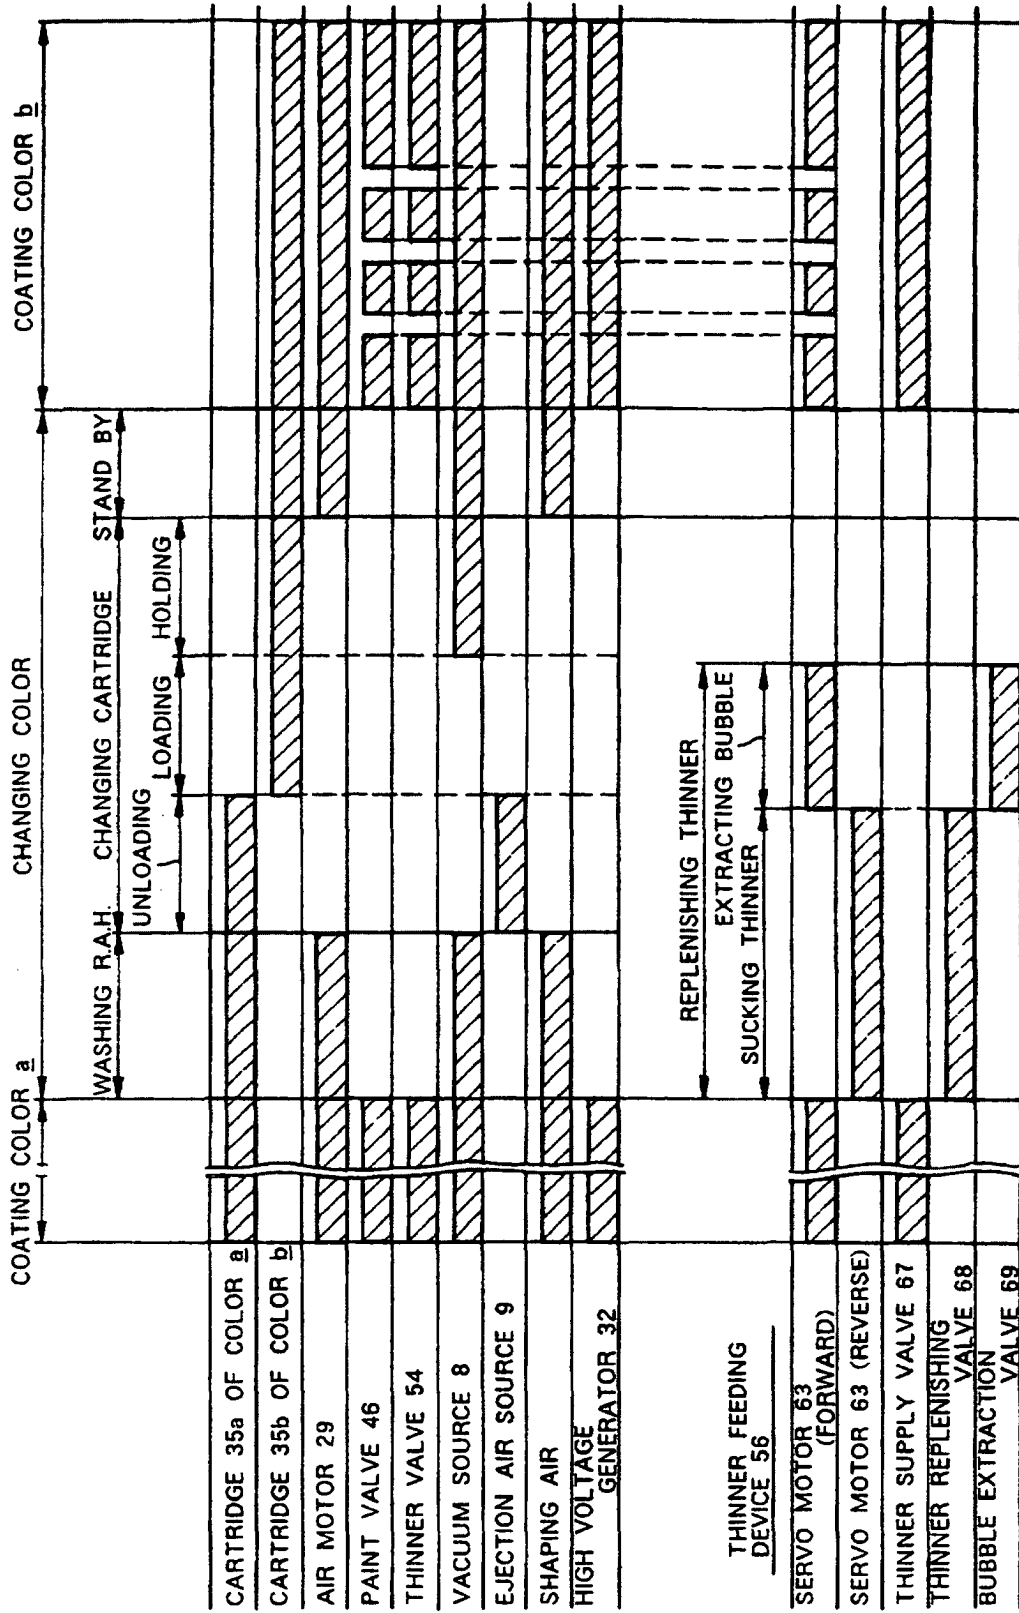 COATING COLOR a
CHANGING COLOR
COATING COLOR b
WASHING R.A.H.
CHANGING CARTRIDGE
STAND BY
UNLOADING
LOADING
HOLDING
CARTRIDGE 35a OF COLOR a
CARTRIDGE 35b OF COLOR b
AIR MOTOR 29
PAINT VALVE 46
THINNER VALVE 54
VACUUM SOURCE 8
EJECTION AIR SOURCE 9
SHAPING AIR
HIGH VOLTAGE
GENERATOR 32
REPLENISHING THINNER
EXTRACTING BUBBLE
SUCKING THINNER
THINNER FEEDING
DEVICE 56
SERVO MOTOR 63
(FORWARD)
SERVO MOTOR 63 (REVERSE)
THINNER SUPPLY VALVE 67
THINNER REPLENISHING
VALVE 68
BUBBLE EXTRACTION
VALVE 69